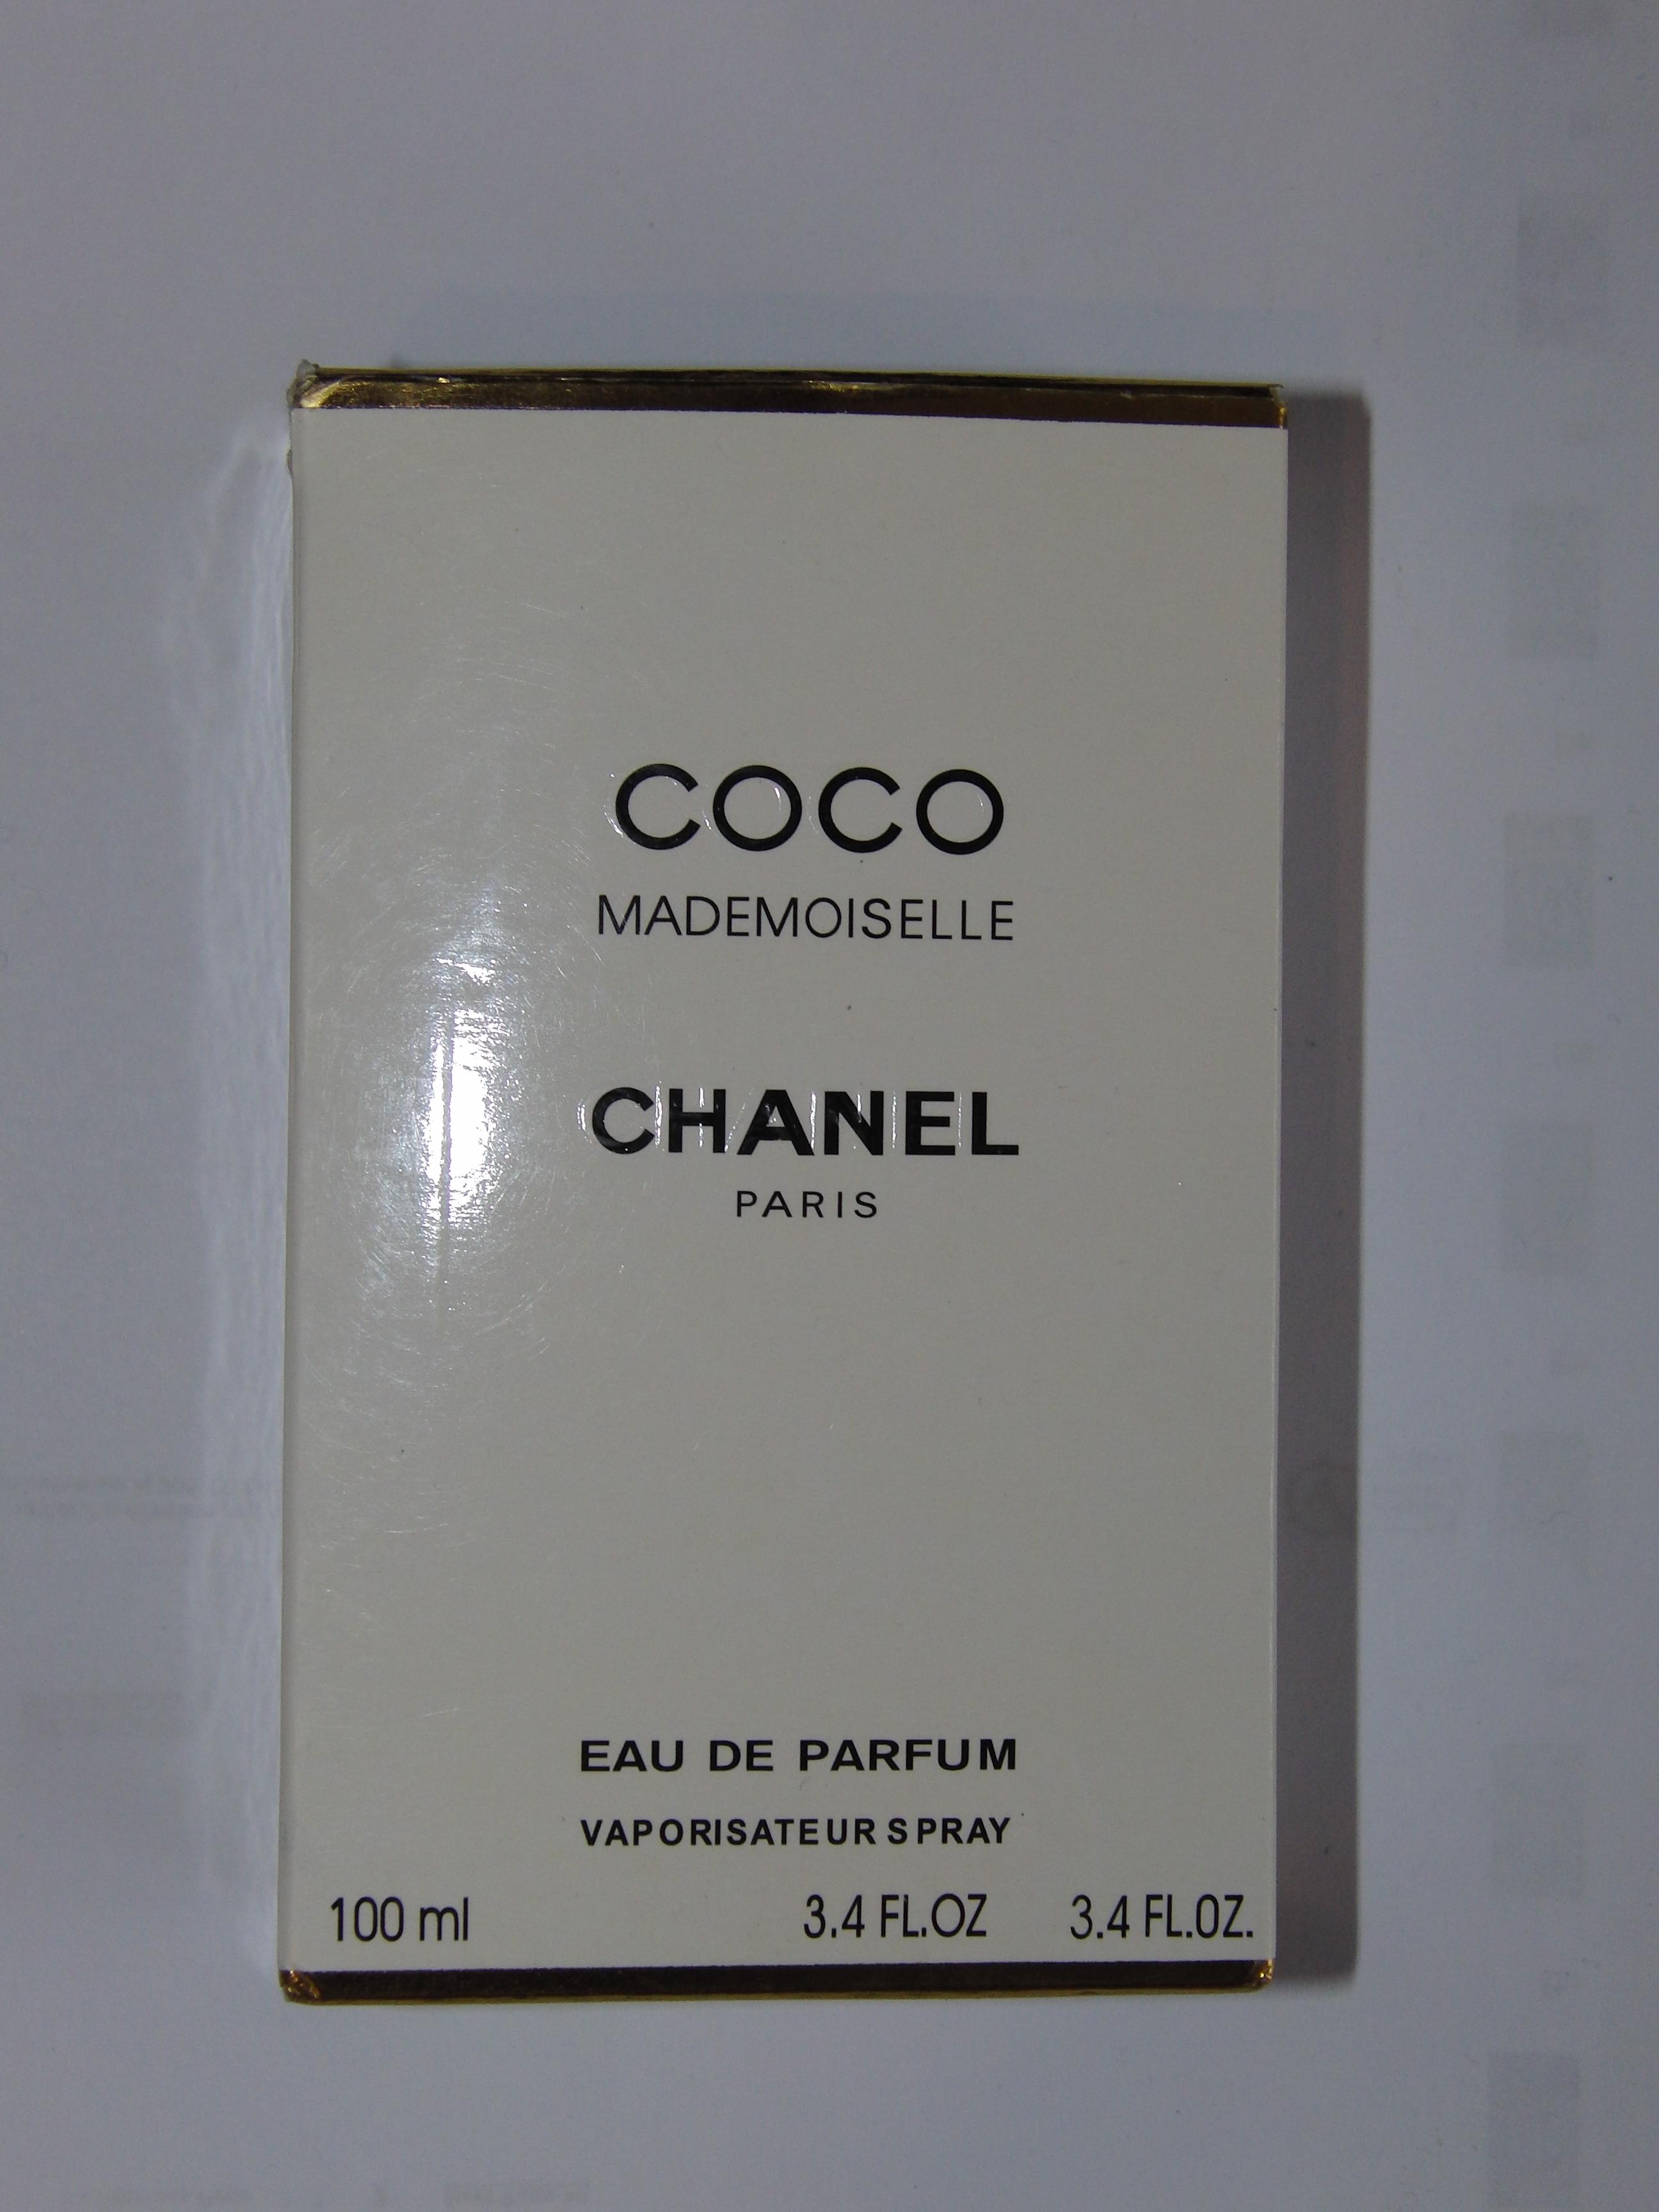 COCO
MADEMOISELLE
CHANEL
PARIS
EAU DE PARFUM
VAPORISATEUR SPRAY
100 ml 3.4 FL.OZ 3.4 FL.OZ.